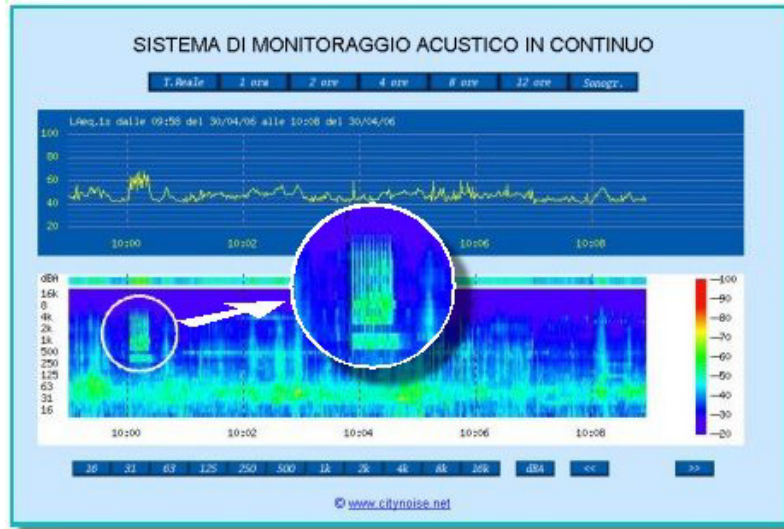 SISTEMA DI MONITORAGGIO ACUSTICO IN CONTINUO
T.Reale 1 ora 2 ore 4 ore 8 ore 12 ore Sonogr.
LAeq.1s dalle 09:58 del 30/04/06 alle 10:08 del 30/04/06
100
80
60
40
20
10:00 10:02 10:04 10:06 10:08
dBA
16k
8
4k
2k
1k
500
250
125
63
31
16
100
90
80
70
60
50
40
30
20
10:00 10:02 10:04 10:06 10:08
16 31 63 125 250 500 1k 2k 4k 8k 16k dBA << >>
© www.citynoise.net